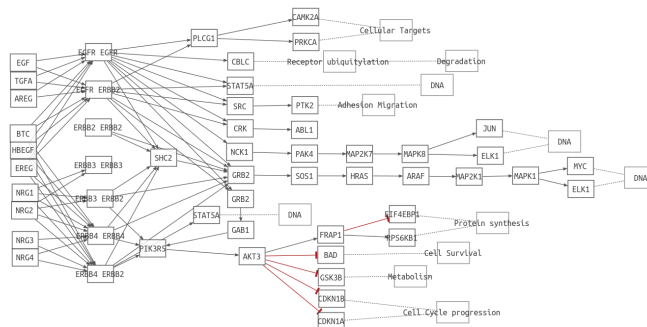 CAMK2A
Cellular Targets
PLCG1
PRKCA
EGFR EGFR
EGF
CBLC
Receptor ubiquitylation
Degradation
TGFA
AREG
EGFR ERBB2
STAT5A
DNA
SRC
PTK2
Adhesion Migration
BTC
ERBB2 ERBB2
CRK
ABL1
JUN
DNA
HBEGF
NCK1
PAK4
MAP2K7
MAPK8
ELK1
EREG
ERBB3 ERBB3
SHC2
GRB2
SOS1
HRAS
ARAF
MAP2K1
MAPK1
MYC
DNA
ELK1
NRG1
NRG2
ERBB3 ERBB2
GRB2
STAT5A
DNA
EIF4EBP1
Protein synthesis
NRG3
NRG4
ERBB4 ERBB4
GAB1
FRAP1
RPS6KB1
PIK3R5
AKT3
BAD
Cell Survival
ERBB4 ERBB2
GSK3B
Metabolism
CDKN1B
Cell Cycle progression
CDKN1A